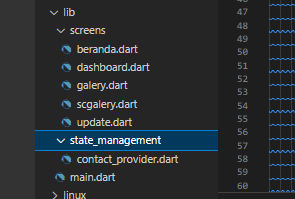 lib
screens
beranda.dart
dashboard.dart
galery.dart
scgalery.dart
update.dart
state_management
contact_provider.dart
main.dart
linux
47
48
49
50
51
52
53
54
55
56
57
58
59
60